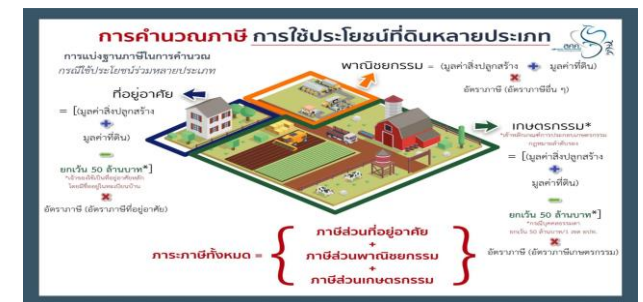 การคำนวณภาษี การใช้ประโยชน์ที่ดินหลายประเภท
สถค
การแบ่งฐานภาษีในการคำนวณ
กรณีใช้ประโยชน์ร่วมหลายประเภท
พาณิชยกรรม = (มูลค่าสิ่งปลูกสร้าง + มูลค่าที่ดิน)
×
อัตราภาษี (อัตราภาษีอื่น ๆ)
ที่อยู่อาศัย
= [(มูลค่าสิ่งปลูกสร้าง
+
มูลค่าที่ดิน)
−
ยกเว้น 50 ล้านบาท*]
×
อัตราภาษี (อัตราภาษีที่อยู่อาศัย)
เกษตรกรรม*
= [(มูลค่าสิ่งปลูกสร้าง
+
มูลค่าที่ดิน)
−
ยกเว้น 50 ล้านบาท*]
×
อัตราภาษี (อัตราภาษีเกษตรกรรม)
ภาระภาษีทั้งหมด =
ภาษีส่วนที่อยู่อาศัย
+
ภาษีส่วนพาณิชยกรรม
+
ภาษีส่วนเกษตรกรรม